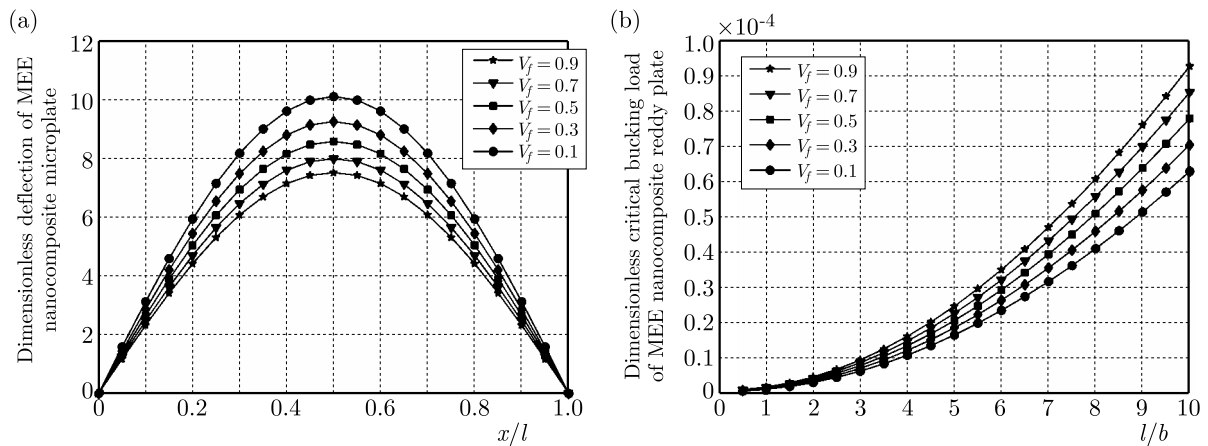 (a)
Dimensionless deflection of MEE
nanocomposite microplate
12
10
8
6
4
2
0
0
0.2
0.4
0.6
0.8
1.0
x/l
V_f = 0.9
V_f = 0.7
V_f = 0.5
V_f = 0.3
V_f = 0.1
(b)
Dimensionless critical bucking load
of MEE nanocomposite reddy plate
×10⁻⁴
1.0
0.9
0.8
0.7
0.6
0.5
0.4
0.3
0.2
0.1
0
0
1
2
3
4
5
6
7
8
9
10
l/b
V_f = 0.9
V_f = 0.7
V_f = 0.5
V_f = 0.3
V_f = 0.1